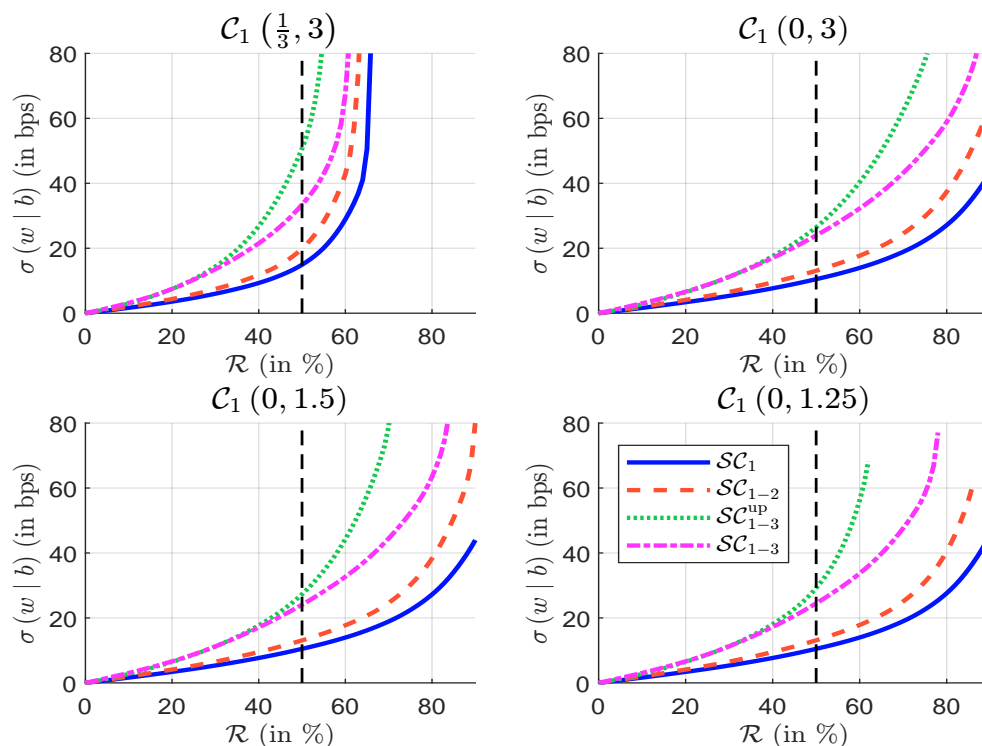 C₁ (1/3, 3)
80
60
40
20
0
σ (w | b) (in bps)
0 20 40 60 80
R (in %)
C₁ (0, 3)
80
60
40
20
0
σ (w | b) (in bps)
0 20 40 60 80
R (in %)
C₁ (0, 1.5)
80
60
40
20
0
σ (w | b) (in bps)
0 20 40 60 80
R (in %)
C₁ (0, 1.25)
80
60
40
20
0
σ (w | b) (in bps)
SC₁
SC₁₋₂
SC₁₋₃^up
SC₁₋₃
0 20 40 60 80
R (in %)